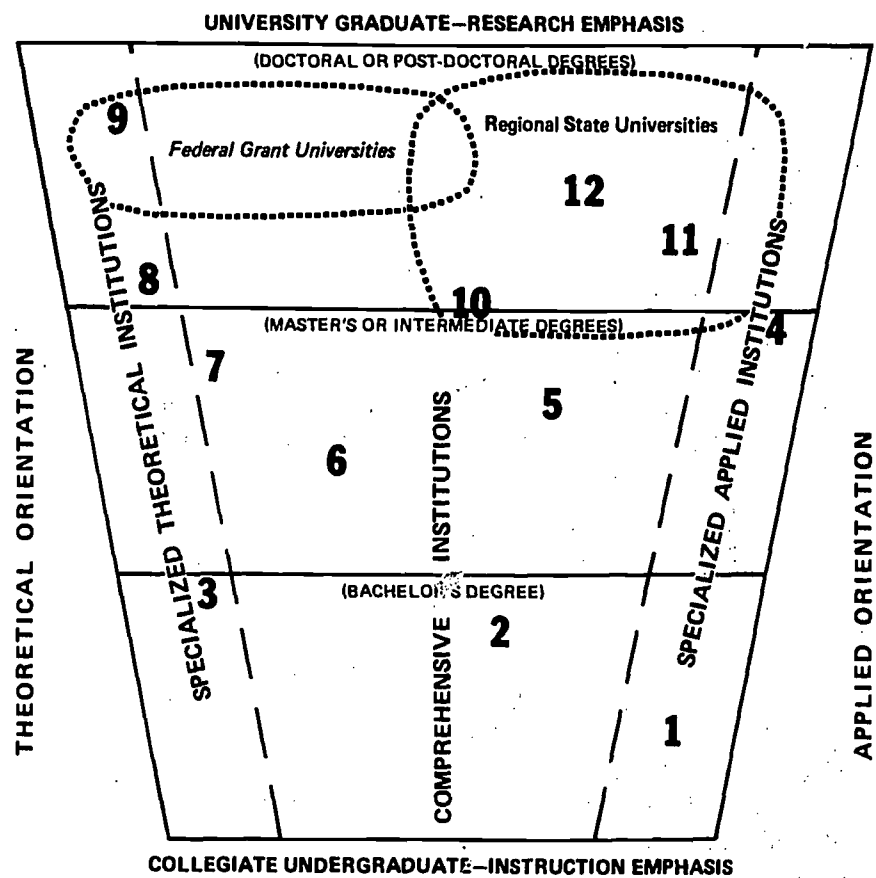 UNIVERSITY GRADUATE—RESEARCH EMPHASIS
(DOCTORAL OR POST-DOCTORAL DEGREES)
9
Federal Grant Universities
Regional State Universities
12
11
8
10
(MASTER'S OR INTERMEDIATE DEGREES)
4
7
5
6
3
(BACHELOR'S DEGREE)
2
1
SPECIALIZED THEORETICAL INSTITUTIONS
COMPREHENSIVE INSTITUTIONS
SPECIALIZED APPLIED INSTITUTIONS
THEORETICAL ORIENTATION
APPLIED ORIENTATION
COLLEGIATE UNDERGRADUATE—INSTRUCTION EMPHASIS